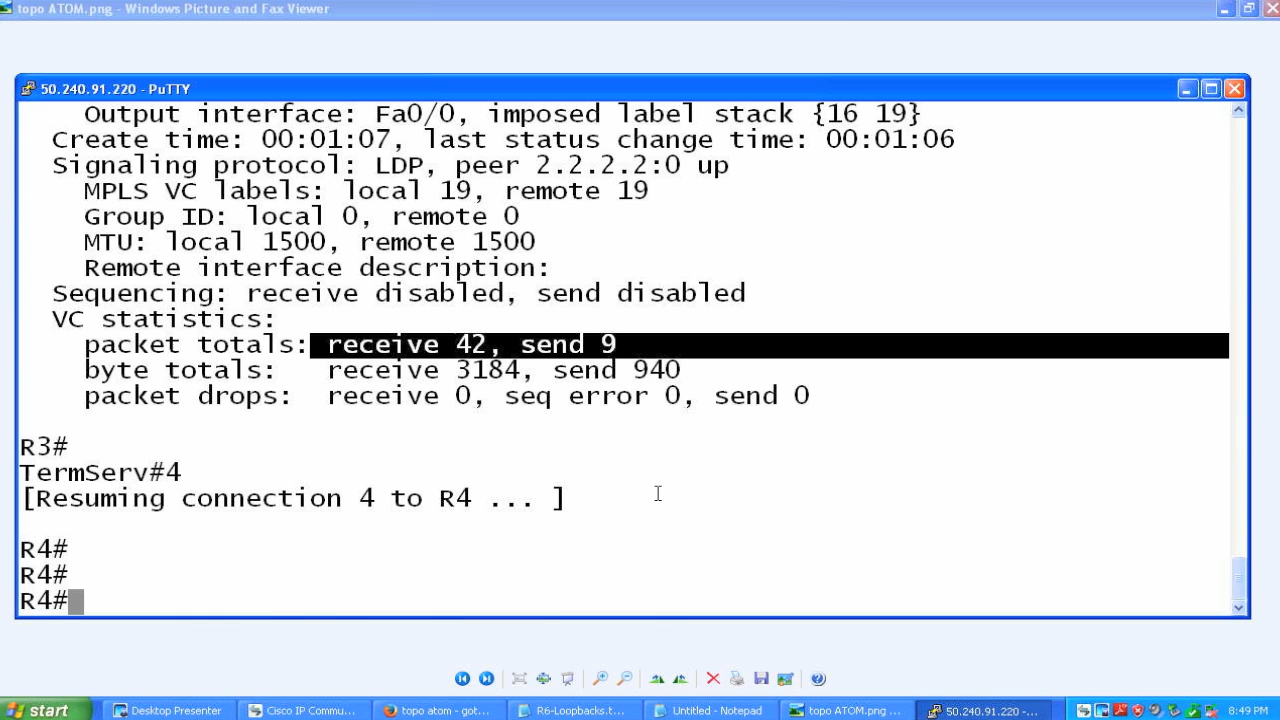 topo ATOM.png - Windows Picture and Fax Viewer
50.240.91.220 - PuTTY
Output interface: Fa0/0, imposed label stack {16 19}
Create time: 00:01:07, last status change time: 00:01:06
Signaling protocol: LDP, peer 2.2.2.2:0 up
MPLS VC labels: local 19, remote 19
Group ID: local 0, remote 0
MTU: local 1500, remote 1500
Remote interface description:
Sequencing: receive disabled, send disabled
VC statistics:
packet totals: receive 42, send 9
byte totals:   receive 3184, send 940
packet drops:  receive 0, seq error 0, send 0
R3#
TermServ#4
[Resuming connection 4 to R4 ... ]
R4#
R4#
R4#
start
Desktop Presenter
Cisco IP Commu...
topo atom - got...
R6-Loopbacks.t...
Untitled - Notepad
topo ATOM.png ...
50.240.91.220 -...
8:49 PM